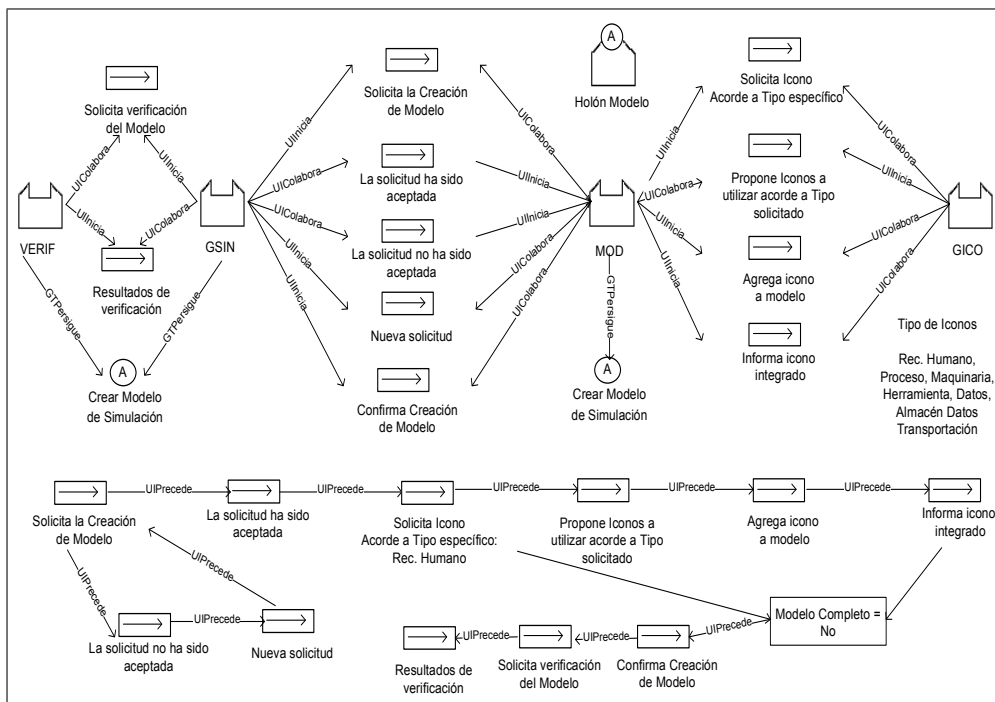 A
Holón Modelo
Solicita verificación
del Modelo
Solicita la Creación
de Modelo
Solicita Icono
Acorde a Tipo específico
UIColabora
UIInicia
UIInicia
UIColabora
VERIF
GSIN
UIInicia
UIColabora
UIColabora
UIInicia
UIInicia
La solicitud ha sido
aceptada
La solicitud no ha sido
aceptada
Nueva solicitud
Confirma Creación
de Modelo
UIColabora
UIInicia
UIInicia
UIColabora
UIColabora
MOD
UIInicia
UIColabora
UIInicia
UIInicia
Propone Iconos a
utilizar acorde a Tipo
solicitado
Agrega icono
a modelo
Informa icono
integrado
UIColabora
UIInicia
UIColabora
UIColabora
GICO
Resultados de
verificación
GTPersigue
GTPersigue
A
Crear Modelo
de Simulación
GTPersigue
A
Crear Modelo
de Simulación
Tipo de Iconos
Rec. Humano,
Proceso, Maquinaria,
Herramienta, Datos,
Almacén Datos
Transportación
Solicita la Creación
de Modelo
UIPrecede
La solicitud ha sido
aceptada
UIPrecede
Solicita Icono
Acorde a Tipo específico:
Rec. Humano
UIPrecede
Propone Iconos a
utilizar acorde a Tipo
solicitado
UIPrecede
Agrega icono
a modelo
UIPrecede
Informa icono
integrado
UIPrecede
La solicitud no ha sido
aceptada
UIPrecede
Nueva solicitud
UIPrecede
Modelo Completo =
No
UIPrecede
Confirma Creación
de Modelo
UIPrecede
Solicita verificación
del Modelo
UIPrecede
Resultados de
verificación